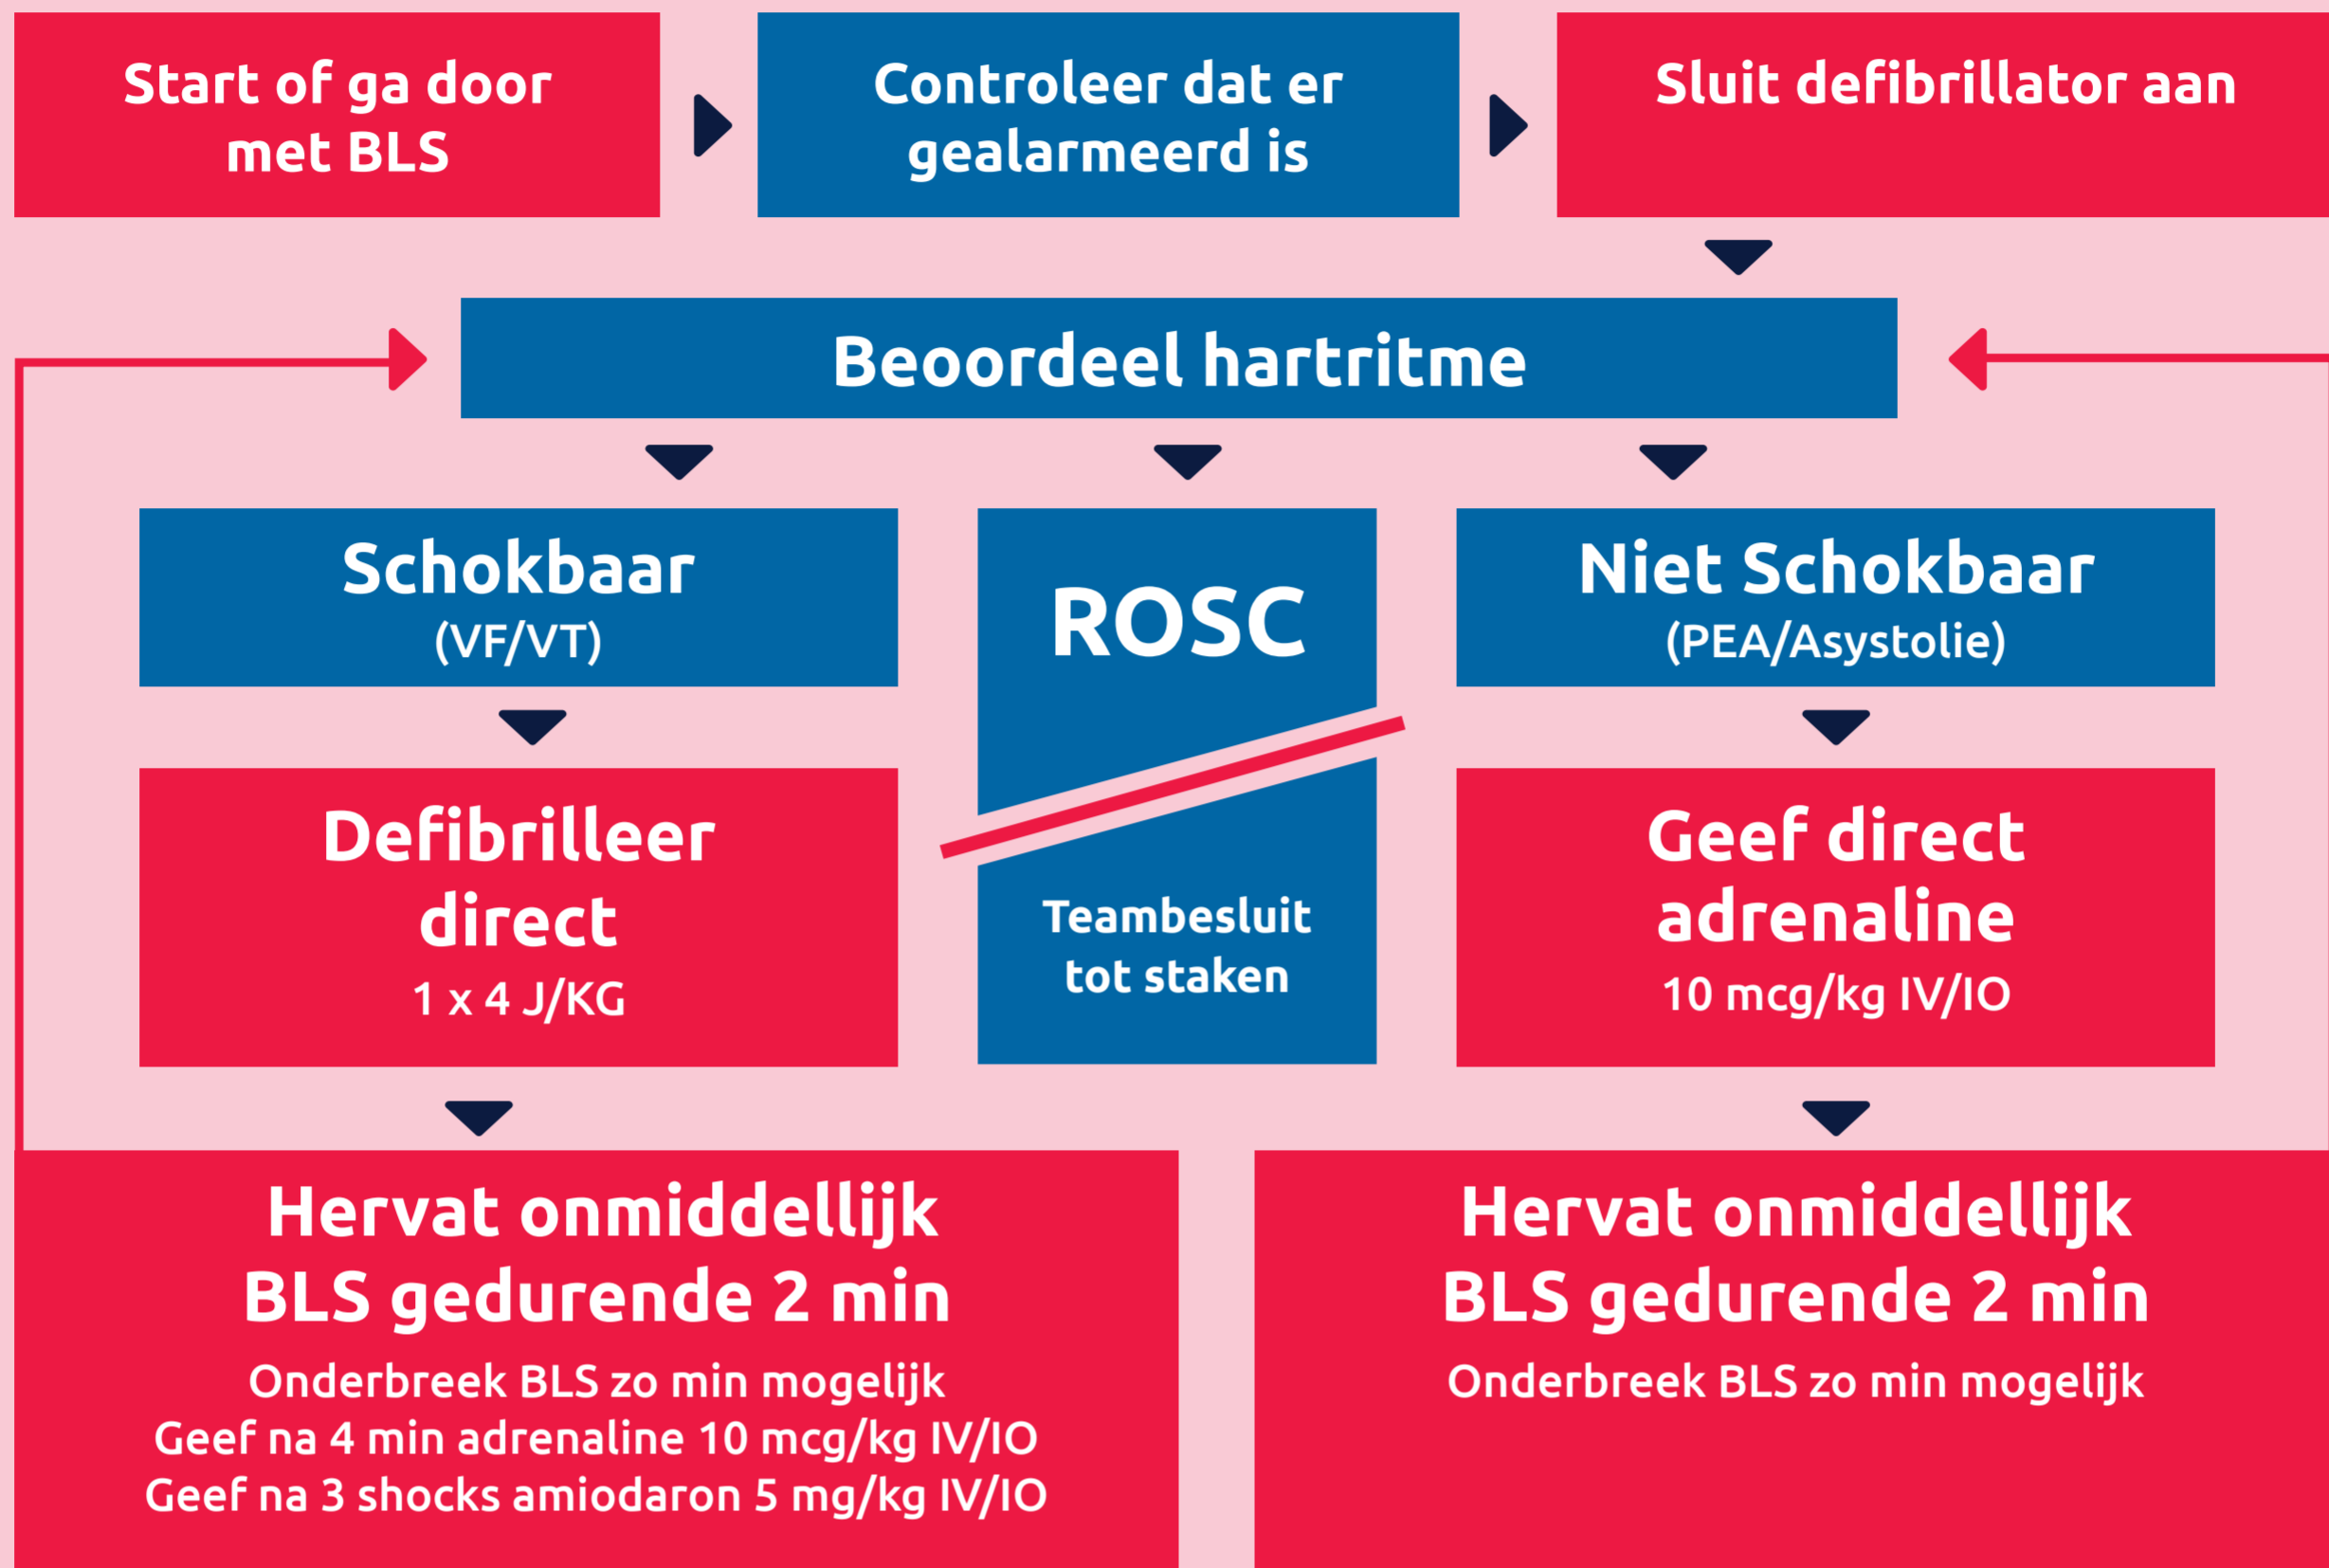 Start of ga door
met BLS
Controleer dat er
gealarmeerd is
Sluit defibrillator aan
Beoordeel hartritme
Schokbaar
(VF/VT)
ROSC
Niet Schokbaar
(PEA/Asystolie)
Defibrilleer
direct
1 x 4 J/KG
Teambesluit
tot staken
Geef direct
adrenaline
10 mcg/kg IV/IO
Hervat onmiddellijk
BLS gedurende 2 min
Onderbreek BLS zo min mogelijk
Geef na 4 min adrenaline 10 mcg/kg IV/IO
Geef na 3 shocks amiodaron 5 mg/kg IV/IO
Hervat onmiddellijk
BLS gedurende 2 min
Onderbreek BLS zo min mogelijk